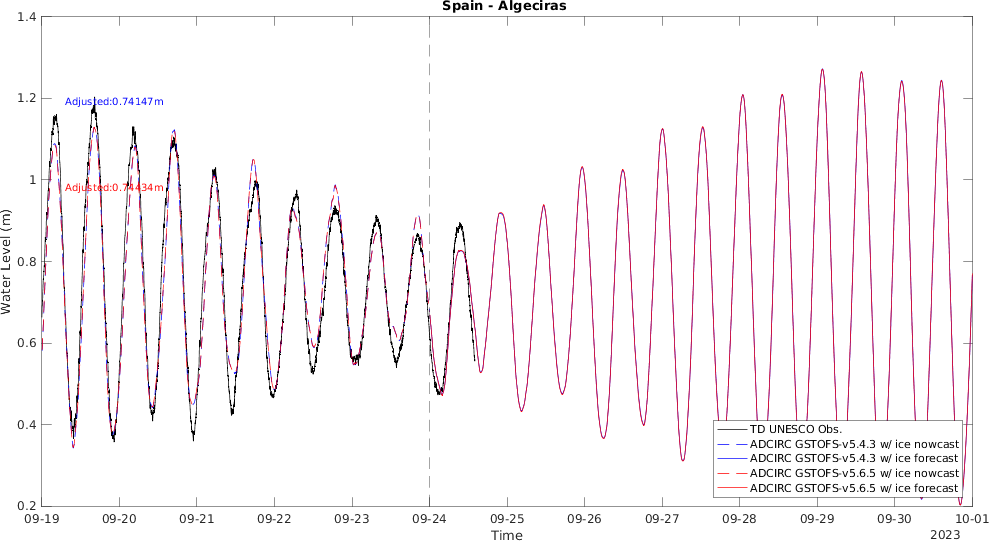 Spain - Algeciras
1.4
1.2
1
0.8
0.6
0.4
0.2
Water Level (m)
Adjusted:0.74147m
Adjusted:0.74434m
TD UNESCO Obs.
ADCIRC GSTOFS-v5.4.3 w/ ice nowcast
ADCIRC GSTOFS-v5.4.3 w/ ice forecast
ADCIRC GSTOFS-v5.6.5 w/ ice nowcast
ADCIRC GSTOFS-v5.6.5 w/ ice forecast
09-19 09-20 09-21 09-22 09-23 09-24 09-25 09-26 09-27 09-28 09-29 09-30 10-01
Time
2023